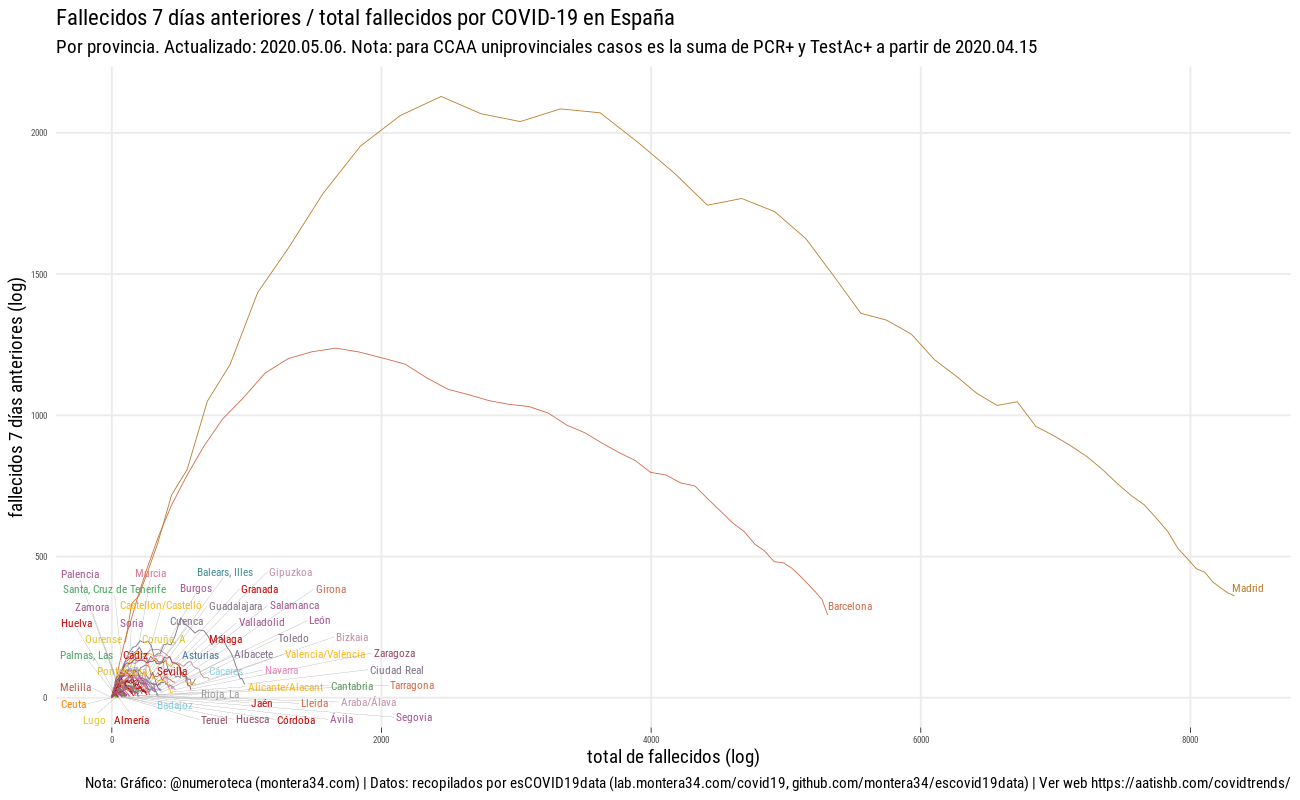 Fallecidos 7 días anteriores / total fallecidos por COVID-19 en España
Por provincia. Actualizado: 2020.05.06. Nota: para CCAA uniprovinciales casos es la suma de PCR+ y TestAc+ a partir de 2020.04.15
fallecidos 7 días anteriores (log)
2000
1500
1000
500
0
Madrid
Barcelona
Palencia
Murcia
Balears, Illes
Gipuzkoa
Santa, Cruz de Tenerife
Burgos
Granada
Girona
Zamora
Castellón/Castelló
Guadalajara
Salamanca
Huelva
Soria
Cuenca
Valladolid
León
Ourense
Coruña, A
Málaga
Toledo
Bizkaia
Palmas, Las
Cádiz
Asturias
Albacete
Valencia/València
Zaragoza
Pontevedra
Sevilla
Cáceres
Navarra
Ciudad Real
Melilla
Rioja, La
Alicante/Alacant
Cantabria
Tarragona
Ceuta
Badajoz
Jaén
Lleida
Araba/Álava
Lugo
Almería
Teruel
Huesca
Córdoba
Ávila
Segovia
0
2000
4000
6000
8000
total de fallecidos (log)
Nota: Gráfico: @numeroteca (montera34.com) | Datos: recopilados por esCOVID19data (lab.montera34.com/covid19, github.com/montera34/escovid19data) | Ver web https://aatishb.com/covidtrends/